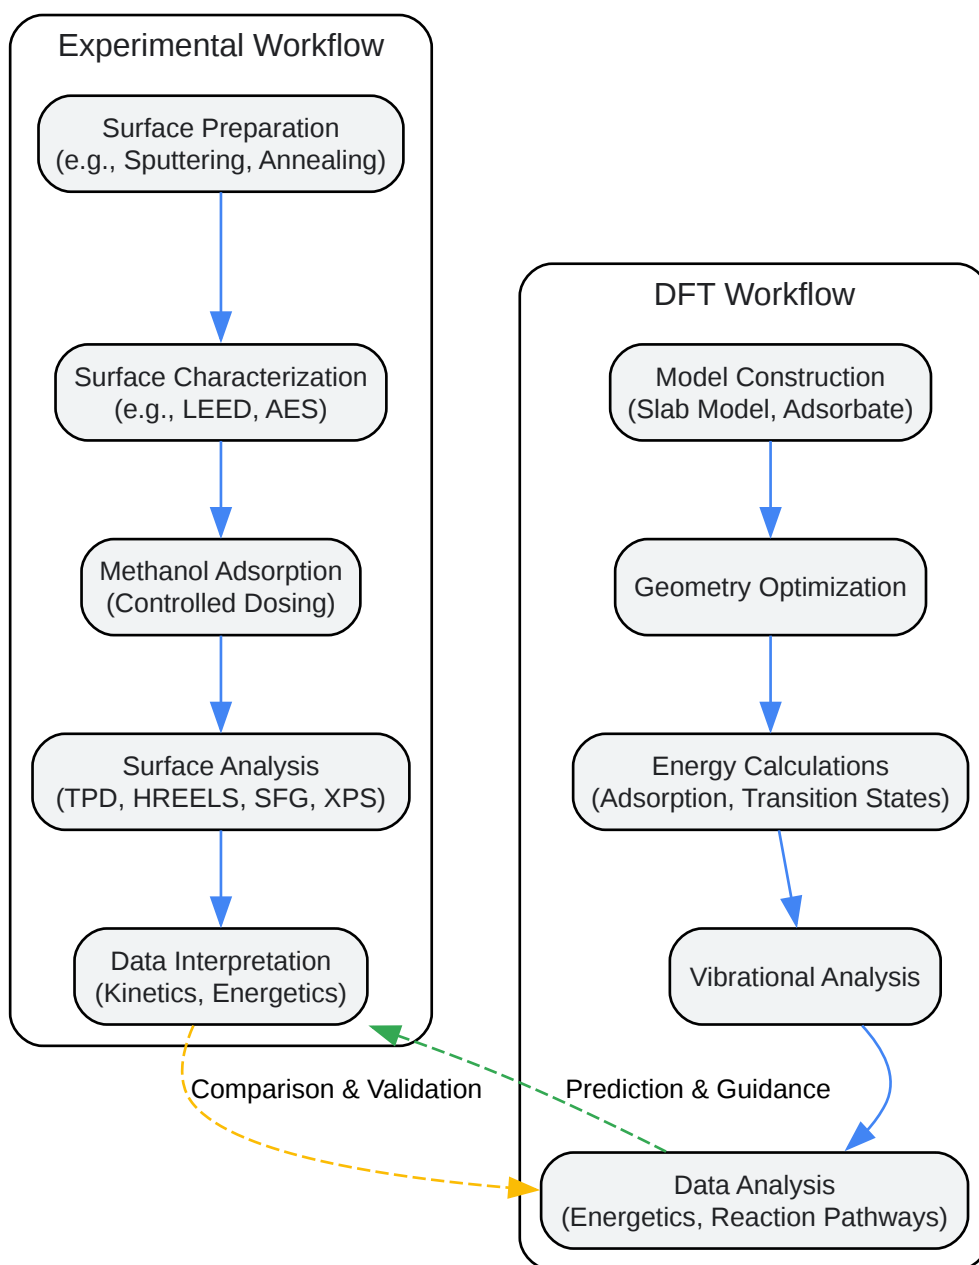 Experimental Workflow
Surface Preparation
(e.g., Sputtering, Annealing)
Surface Characterization
(e.g., LEED, AES)
Methanol Adsorption
(Controlled Dosing)
Surface Analysis
(TPD, HREELS, SFG, XPS)
Data Interpretation
(Kinetics, Energetics)
DFT Workflow
Model Construction
(Slab Model, Adsorbate)
Geometry Optimization
Energy Calculations
(Adsorption, Transition States)
Vibrational Analysis
Data Analysis
(Energetics, Reaction Pathways)
Comparison & Validation
Prediction & Guidance